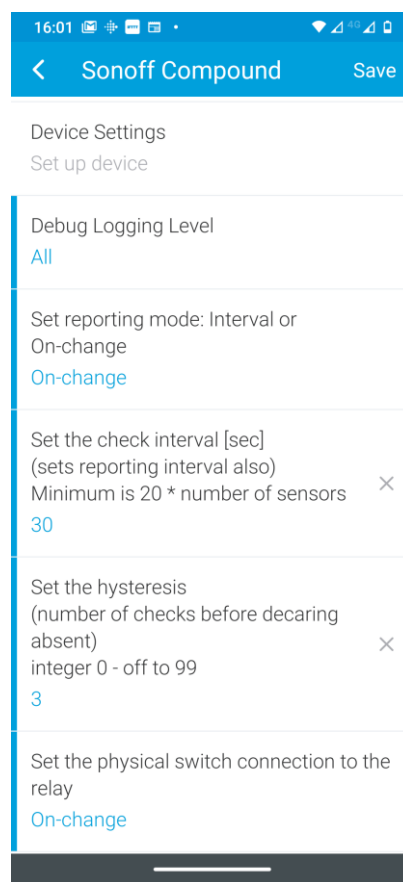 16:01
4G
Sonoff Compound Save
Device Settings
Set up device
Debug Logging Level
All
Set reporting mode: Interval or
On-change
On-change
Set the check interval [sec]
(sets reporting interval also)
Minimum is 20 * number of sensors
30
Set the hysteresis
(number of checks before decaring
absent)
integer 0 - off to 99
3
Set the physical switch connection to the
relay
On-change